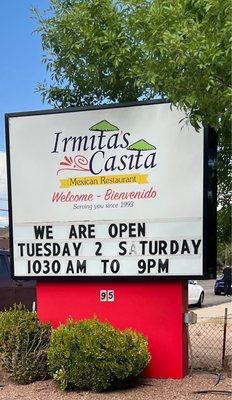 Irmita's
Casita
Mexican Restaurant
Welcome - Bienvenido
Serving you since 1993
WE ARE OPEN
TUESDAY 2 SATURDAY
1030 AM TO 9PM
95